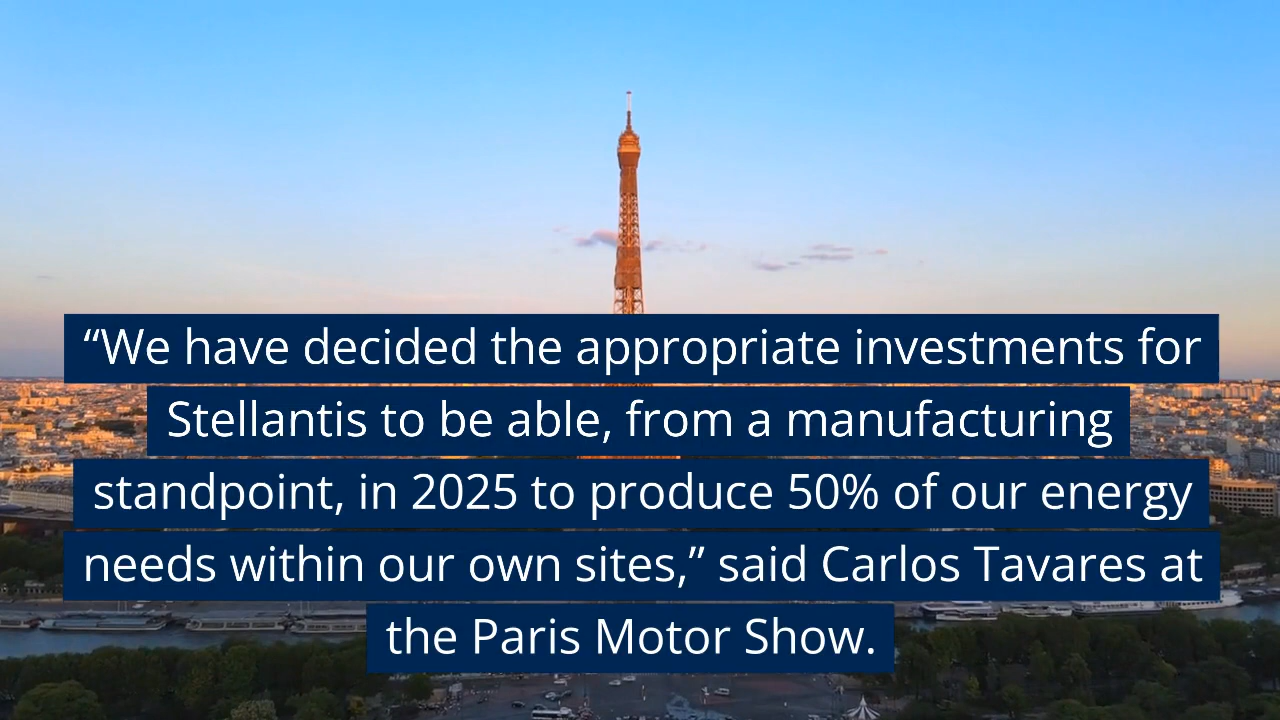 “We have decided the appropriate investments for
Stellantis to be able, from a manufacturing
standpoint, in 2025 to produce 50% of our energy
needs within our own sites,” said Carlos Tavares at
the Paris Motor Show.